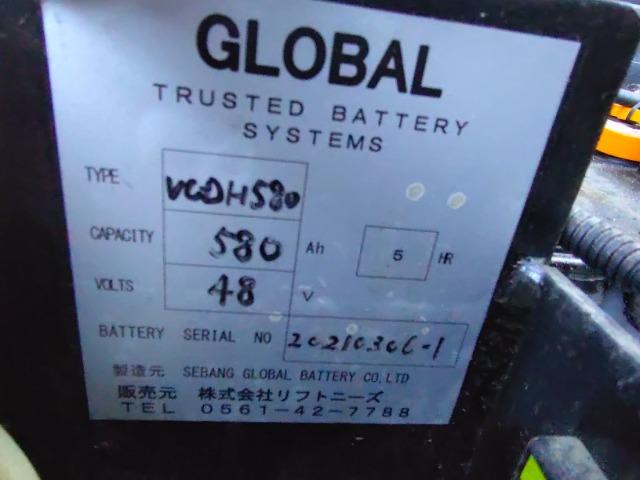 GLOBAL
TRUSTED BATTERY
SYSTEMS
TYPE VCDH580
CAPACITY 580 Ah 5 HR
VOLTS 48 V
BATTERY SERIAL NO 20210306-1
製造元 SEBANG GLOBAL BATTERY CO,LTD
販売元 株式会社リフトニーズ
TEL 0561-42-7788